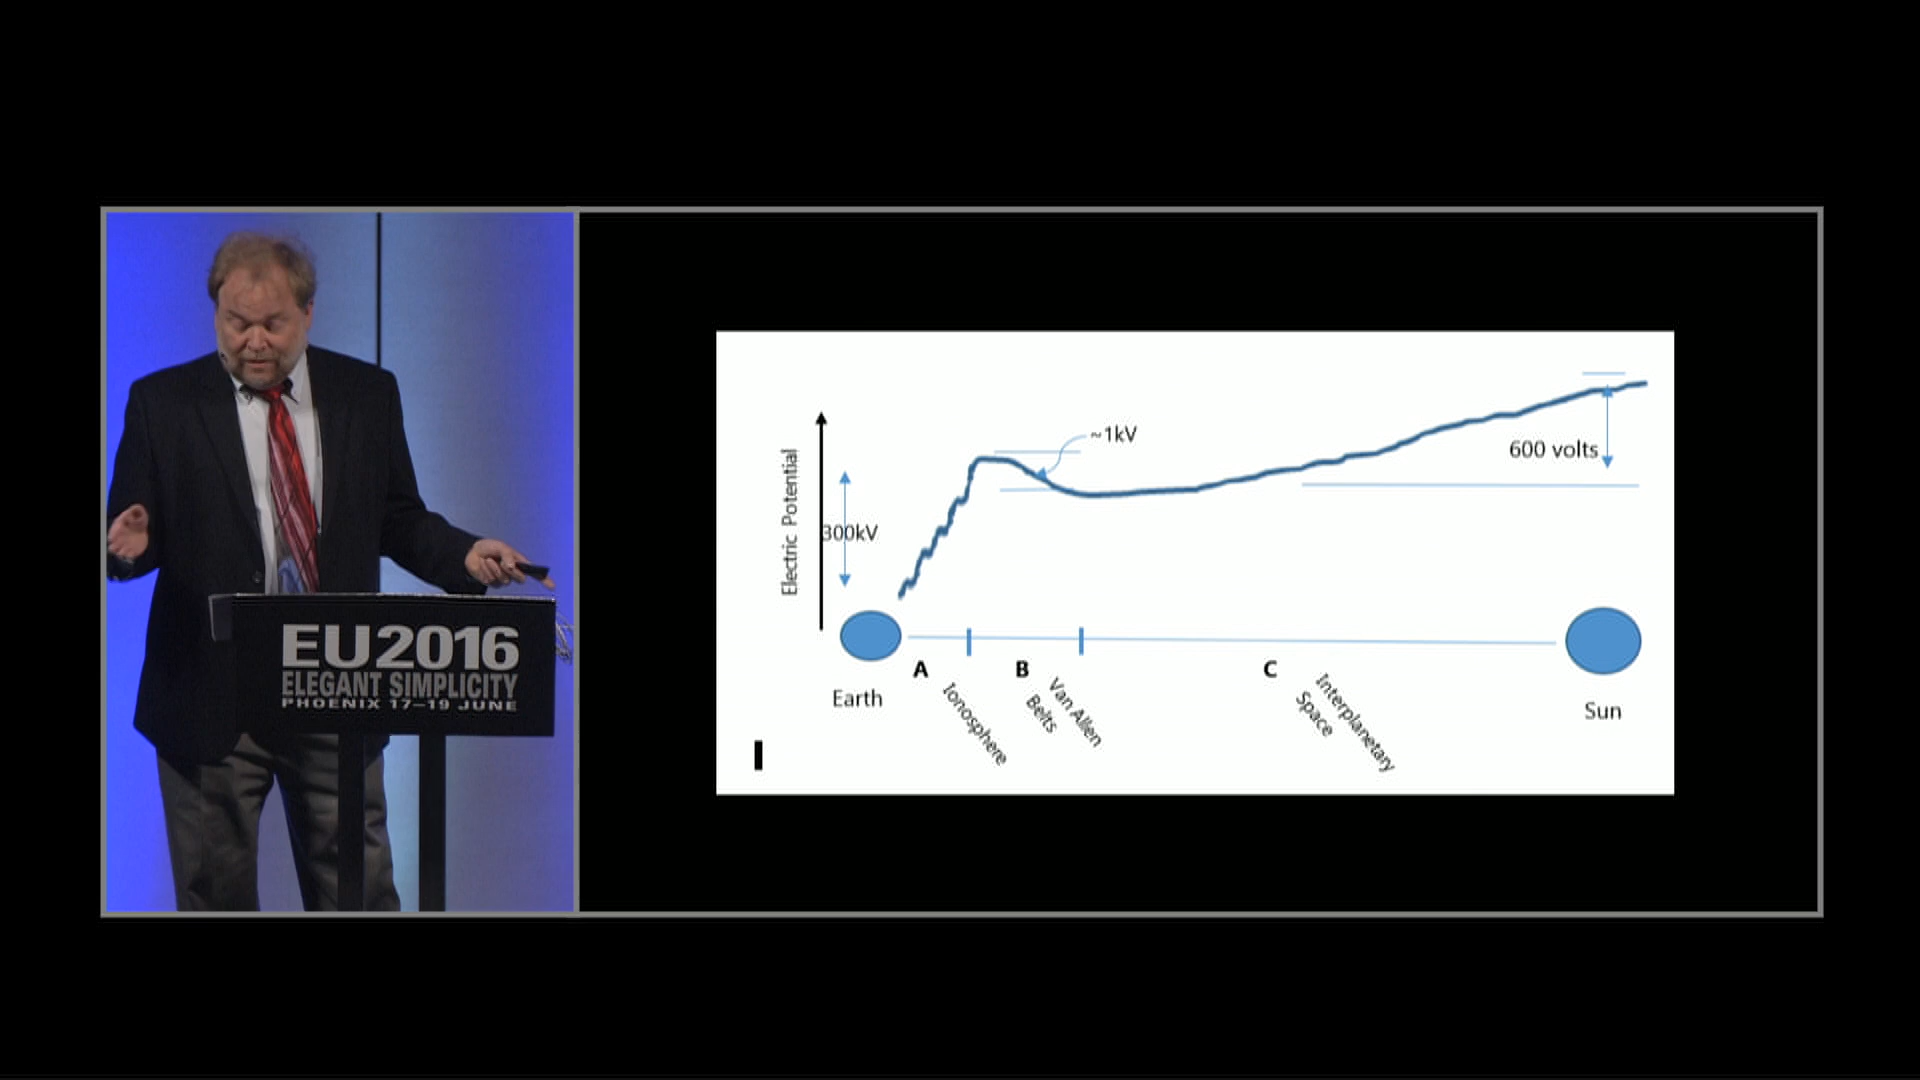 EU2016
ELEGANT SIMPLICITY
PHOENIX 17–19 JUNE
Electric Potential
300kV
~1kV
600 volts
A
B
C
Earth
Ionosphere
Van Allen
Belts
Interplanetary
Space
Sun
I